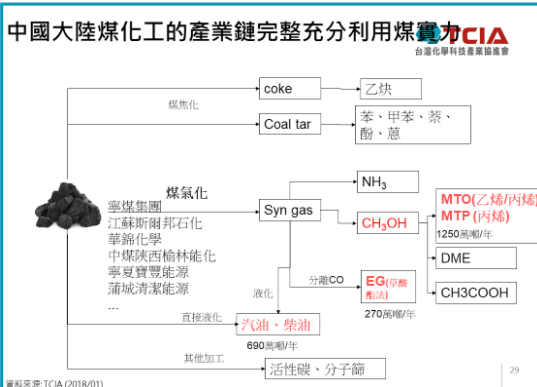 中國大陸煤化工的產業鏈完整充分利用煤實力
TCIA
台灣化學科技產業協進會
coke
乙炔
煤焦化
Coal tar
苯、甲苯、萘、
酚、蒽
煤氣化
NH3
寧煤集團
江蘇斯爾邦石化
華錦化學
中煤陜西榆林能化
寧夏寶豐能源
蒲城清潔能源
...
Syn gas
CH3OH
MTO(乙烯/丙烯)
MTP (丙烯)
1250萬噸/年
DME
CH3COOH
分離CO
EG(草酸
酯法)
270萬噸/年
液化
直接液化
汽油、柴油
690萬噸/年
其他加工
活性碳、分子篩
資料來源: TCIA (2018/01)
29